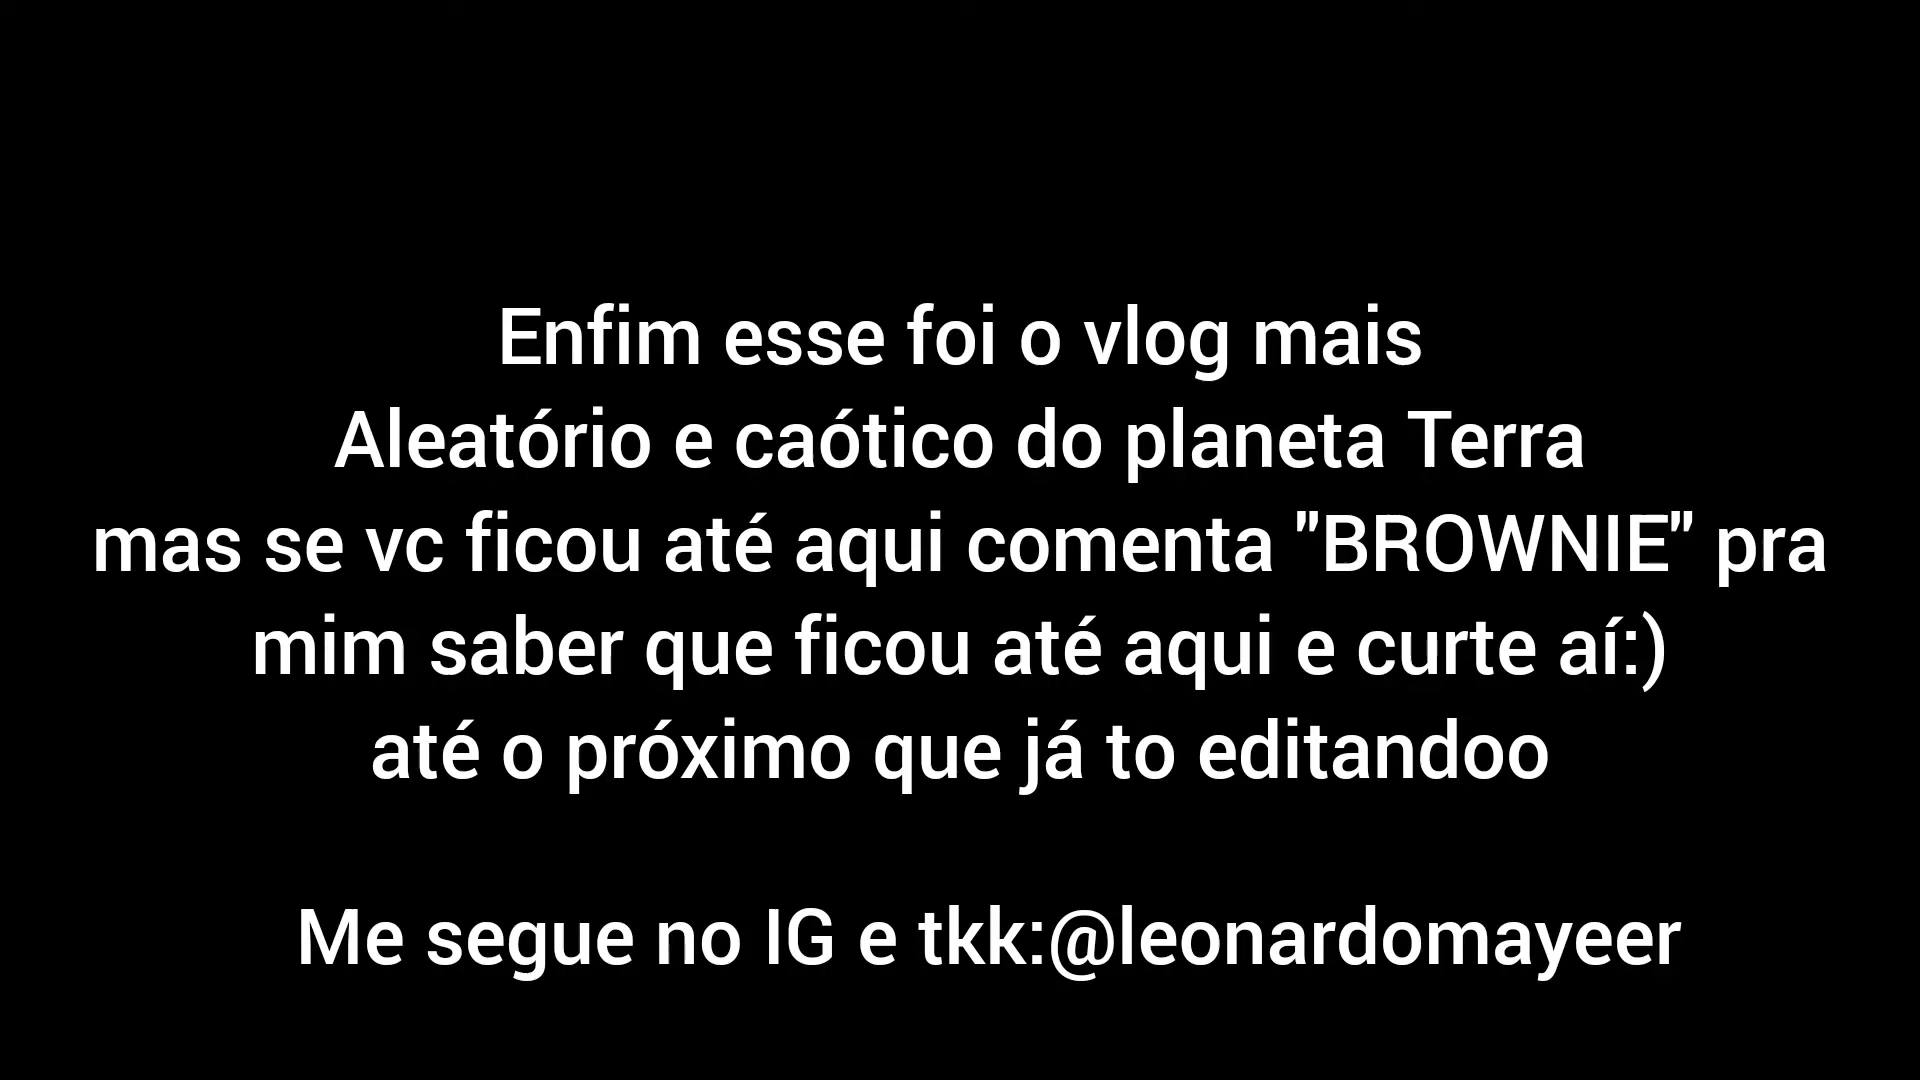 Enfim esse foi o vlog mais
Aleatório e caótico do planeta Terra
mas se vc ficou até aqui comenta "BROWNIE" pra
mim saber que ficou até aqui e curte aí:)
até o próximo que já to editandoo
Me segue no IG e tkk:@leonardomayeer